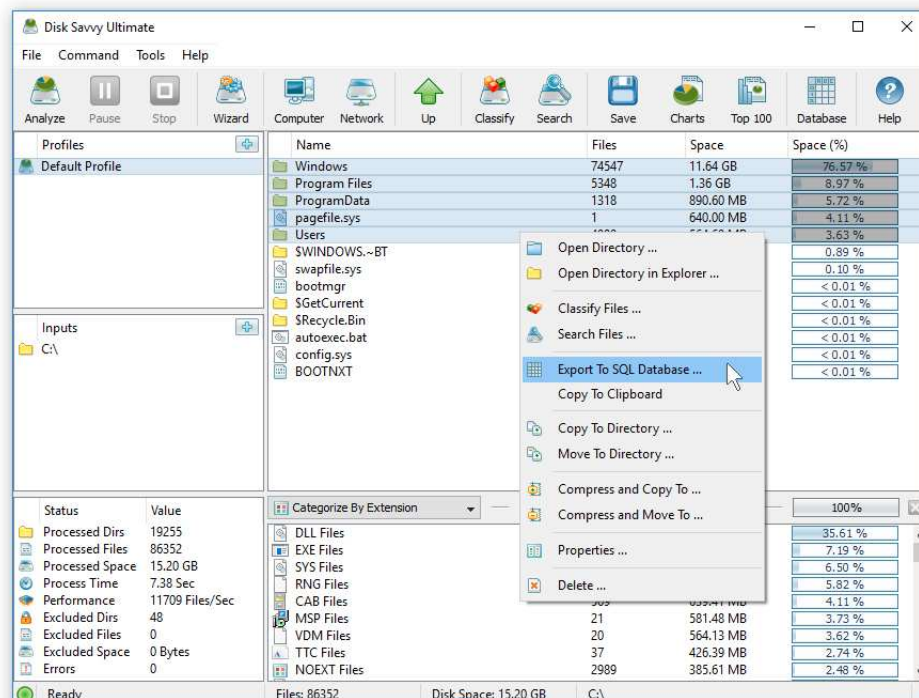 Disk Savvy Ultimate
File Command Tools Help
Analyze Pause Stop Wizard Computer Network Up Classify Search Save Charts Top 100 Database Help
Profiles
Default Profile
Inputs
C:\
Name Files Space Space (%)
Windows 74547 11.64 GB 76.57 %
Program Files 5348 1.36 GB 8.97 %
ProgramData 1318 890.60 MB 5.72 %
pagefile.sys 1 640.00 MB 4.11 %
Users 3.63 %
$WINDOWS.~BT 0.89 %
swapfile.sys 0.10 %
bootmgr < 0.01 %
$GetCurrent < 0.01 %
$Recycle.Bin < 0.01 %
autoexec.bat < 0.01 %
config.sys < 0.01 %
BOOTNXT < 0.01 %
Open Directory ...
Open Directory in Explorer ...
Classify Files ...
Search Files ...
Export To SQL Database ...
Copy To Clipboard
Copy To Directory ...
Move To Directory ...
Compress and Copy To ...
Compress and Move To ...
Properties ...
Delete ...
Status Value
Processed Dirs 19255
Processed Files 86352
Processed Space 15.20 GB
Process Time 7.38 Sec
Performance 11709 Files/Sec
Excluded Dirs 48
Excluded Files 0
Excluded Space 0 Bytes
Errors 0
Categorize By Extension 100%
DLL Files 35.61 %
EXE Files 7.19 %
SYS Files 6.50 %
RNG Files 5.82 %
CAB Files 4.11 %
MSP Files 21 581.48 MB 3.73 %
VDM Files 20 564.13 MB 3.62 %
TTC Files 37 426.39 MB 2.74 %
NOEXT Files 2989 385.61 MB 2.48 %
Ready Files: 86352 Disk Space: 15.20 GB C:\